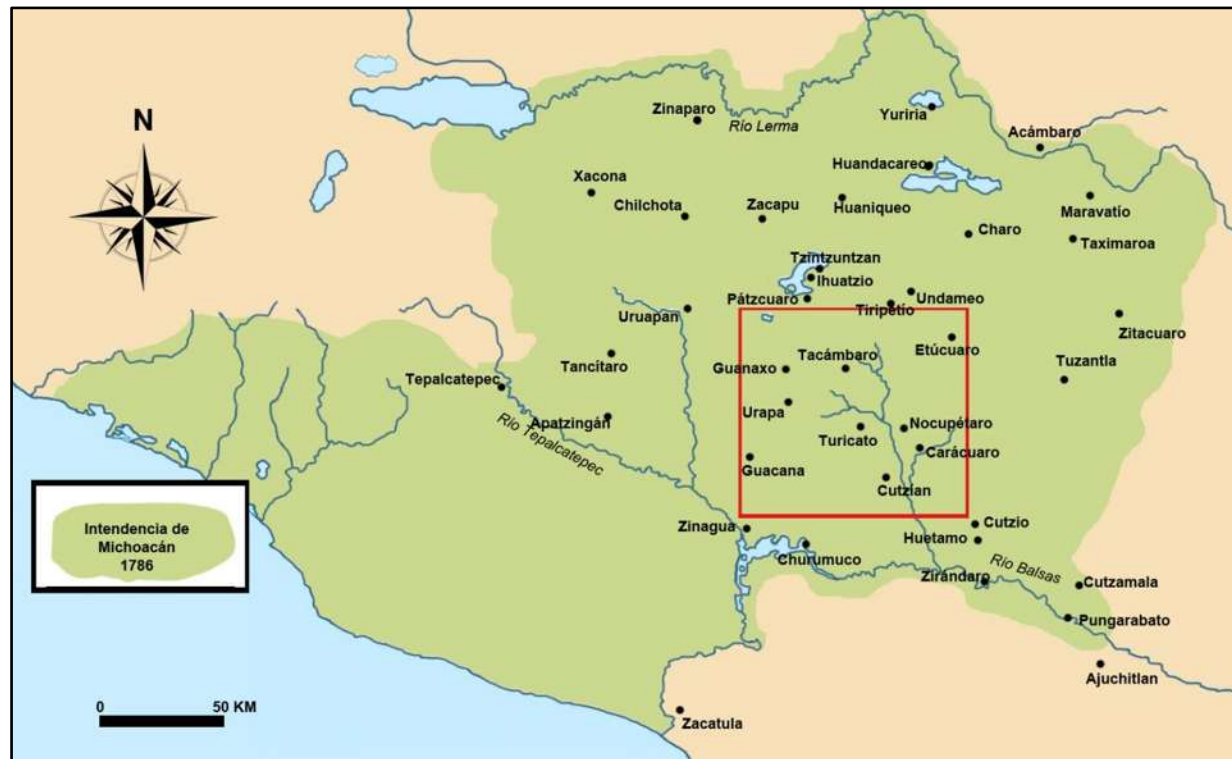 N
Zinaparo
Río Lerma
Yuriria
Acámbaro
Huandacareo
Xacona
Chilchota
Zacapu
Huaniqueo
Maravatío
Charo
Taximaroa
Tzintzuntzan
Ihuatzio
Pátzcuaro
Undameo
Tiripetío
Uruapan
Zitacuaro
Etúcuaro
Tancítaro
Tacámbaro
Guanaxo
Tuzantla
Tepalcatepec
Urapa
Apatzingán
Río Tepalcatepec
Turicato
Nocupétaro
Carácuaro
Guacana
Cutzían
Intendencia de
Michoacán
1786
Zinagua
Cutzio
Huetamo
Churumuco
Río Balsas
Zirándaro
Cutzamala
Pungarabato
Ajuchitlan
0 50 KM
Zacatula